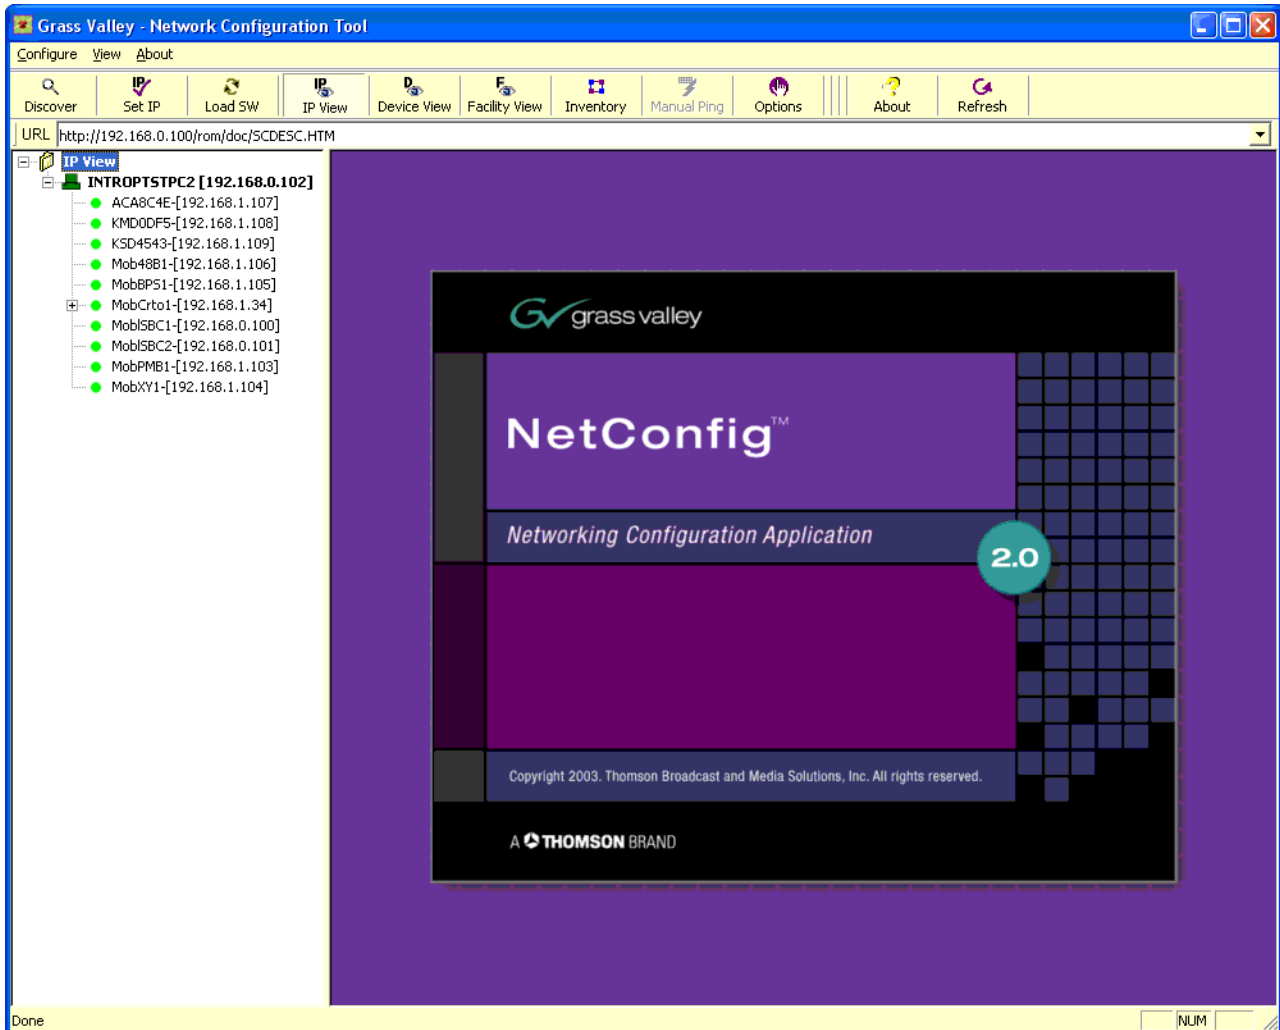 Grass Valley - Network Configuration Tool
Configure View About
Discover Set IP Load SW IP View Device View Facility View Inventory Manual Ping Options About Refresh
URL http://192.168.0.100/rom/doc/SCDESC.HTM
IP View
INTROPTSTPC2 [192.168.0.102]
ACA8C4E-[192.168.1.107]
KMD0DF5-[192.168.1.108]
KSD4543-[192.168.1.109]
Mob48B1-[192.168.1.106]
MobBPS1-[192.168.1.105]
MobCrto1-[192.168.1.34]
MoblSBC1-[192.168.0.100]
MoblSBC2-[192.168.0.101]
MobPMB1-[192.168.1.103]
MobXY1-[192.168.1.104]
grass valley
NetConfig™
Networking Configuration Application
2.0
Copyright 2003. Thomson Broadcast and Media Solutions, Inc. All rights reserved.
A THOMSON BRAND
Done NUM